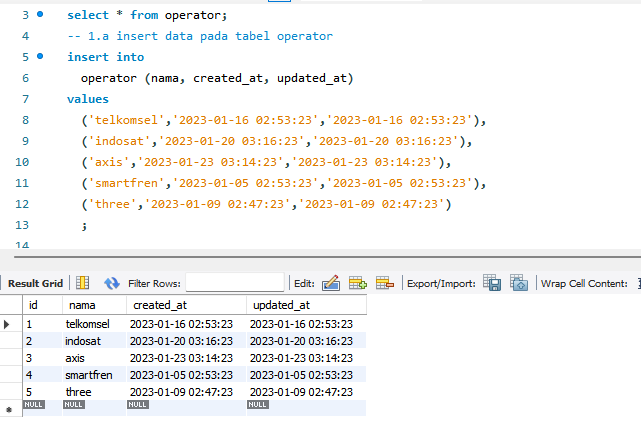 3 select * from operator;
4 -- 1.a insert data pada tabel operator
5 insert into
6 operator (nama, created_at, updated_at)
7 values
8 ('telkomsel','2023-01-16 02:53:23','2023-01-16 02:53:23'),
9 ('indosat','2023-01-20 03:16:23','2023-01-20 03:16:23'),
10 ('axis','2023-01-23 03:14:23','2023-01-23 03:14:23'),
11 ('smartfren','2023-01-05 02:53:23','2023-01-05 02:53:23'),
12 ('three','2023-01-09 02:47:23','2023-01-09 02:47:23')
13 ;
14
Result Grid Filter Rows: Edit: Export/Import: Wrap Cell Content:
id nama created_at updated_at
1 telkomsel 2023-01-16 02:53:23 2023-01-16 02:53:23
2 indosat 2023-01-20 03:16:23 2023-01-20 03:16:23
3 axis 2023-01-23 03:14:23 2023-01-23 03:14:23
4 smartfren 2023-01-05 02:53:23 2023-01-05 02:53:23
5 three 2023-01-09 02:47:23 2023-01-09 02:47:23
NULL NULL NULL NULL